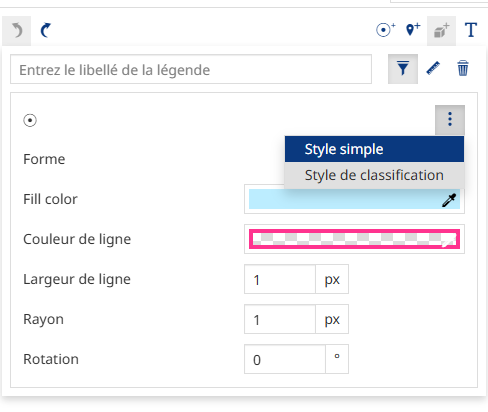 T
Entrez le libellé de la légende
Style simple
Forme
Style de classification
Fill color
Couleur de ligne
Largeur de ligne 1 px
Rayon 1 px
Rotation 0 °